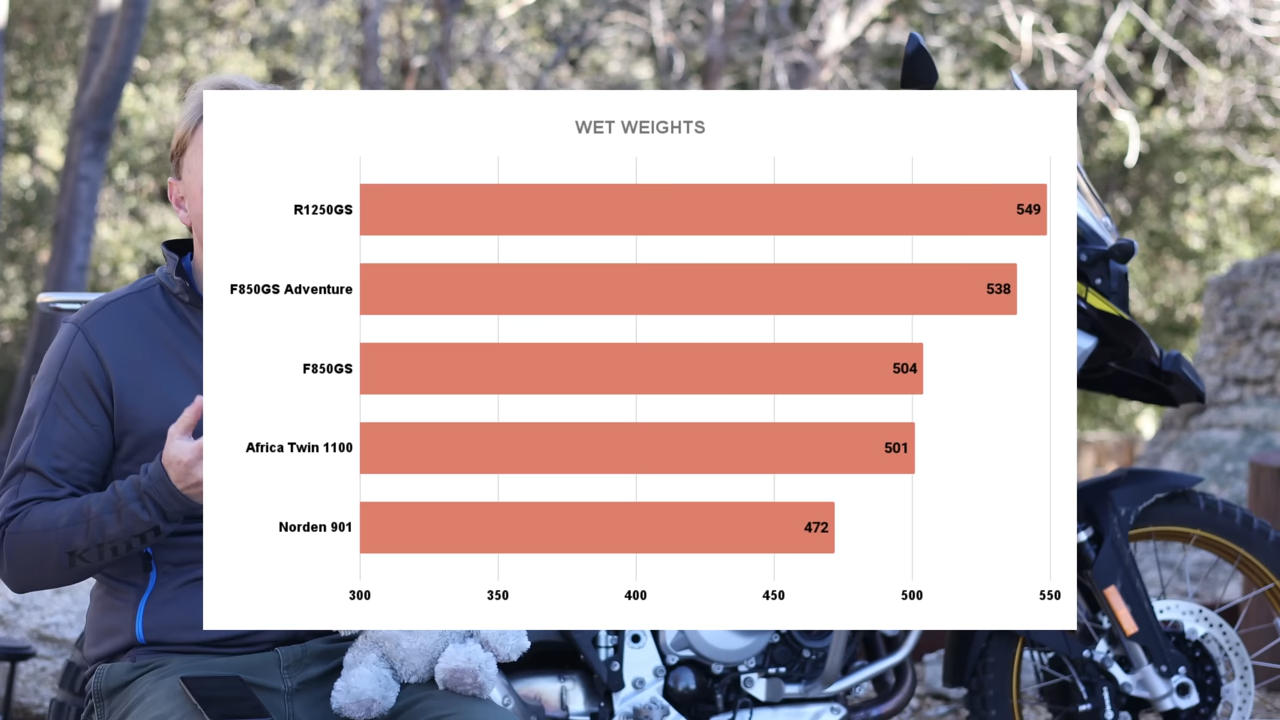 WET WEIGHTS
R1250GS 549
F850GS Adventure 538
F850GS 504
Africa Twin 1100 501
Norden 901 472
300 350 400 450 500 550
Klim